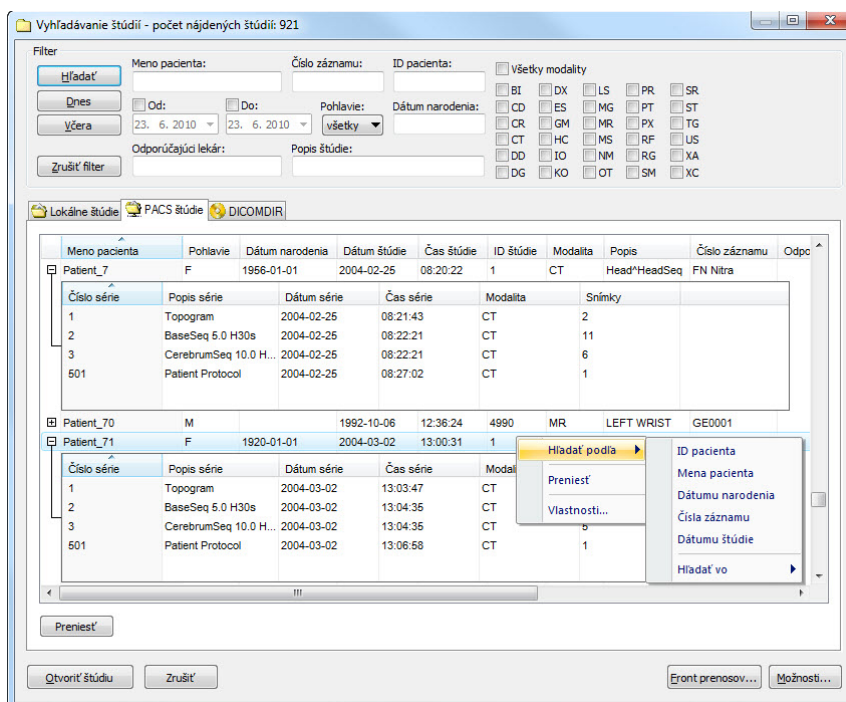 Vyhľadávanie štúdií - počet nájdených štúdií: 921
Filter
Meno pacienta: Číslo záznamu: ID pacienta: Všetky modality
Hľadať
BI DX LS PR SR
Dnes Od: Do: Pohlavie: Dátum narodenia: CD ES MG PT ST
Včera 23. 6. 2010 23. 6. 2010 všetky CR GM MR PX TG
CT HC MS RF US
Odporúčajúci lekár: Popis štúdie: DD IO NM RG XA
Zrušiť filter DG KO OT SM XC
Lokálne štúdie PACS štúdie DICOMDIR
Meno pacienta Pohlavie Dátum narodenia Dátum štúdie Čas štúdie ID štúdie Modalita Popis Číslo záznamu Odpo
Patient_7 F 1956-01-01 2004-02-25 08:20:22 1 CT Head^HeadSeq FN Nitra
Číslo série Popis série Dátum série Čas série Modalita Snímky
1 Topogram 2004-02-25 08:21:43 CT 2
2 BaseSeq 5.0 H30s 2004-02-25 08:22:21 CT 11
3 CerebrumSeq 10.0 H... 2004-02-25 08:22:21 CT 6
501 Patient Protocol 2004-02-25 08:27:02 CT 1
Patient_70 M 1992-10-06 12:36:24 4990 MR LEFT WRIST GE0001
Patient_71 F 1920-01-01 2004-03-02 13:00:31 1
Číslo série Popis série Dátum série Čas série Modali
1 Topogram 2004-03-02 13:03:47 CT
2 BaseSeq 5.0 H30s 2004-03-02 13:04:35 CT
3 CerebrumSeq 10.0 H... 2004-03-02 13:04:35 CT
501 Patient Protocol 2004-03-02 13:06:58 CT 1
Hľadať podľa
Preniesť
Vlastnosti...
ID pacienta
Mena pacienta
Dátumu narodenia
Čísla záznamu
Dátumu štúdie
Hľadať vo
Preniesť
Otvoriť štúdiu Zrušiť Front prenosov... Možnosti...